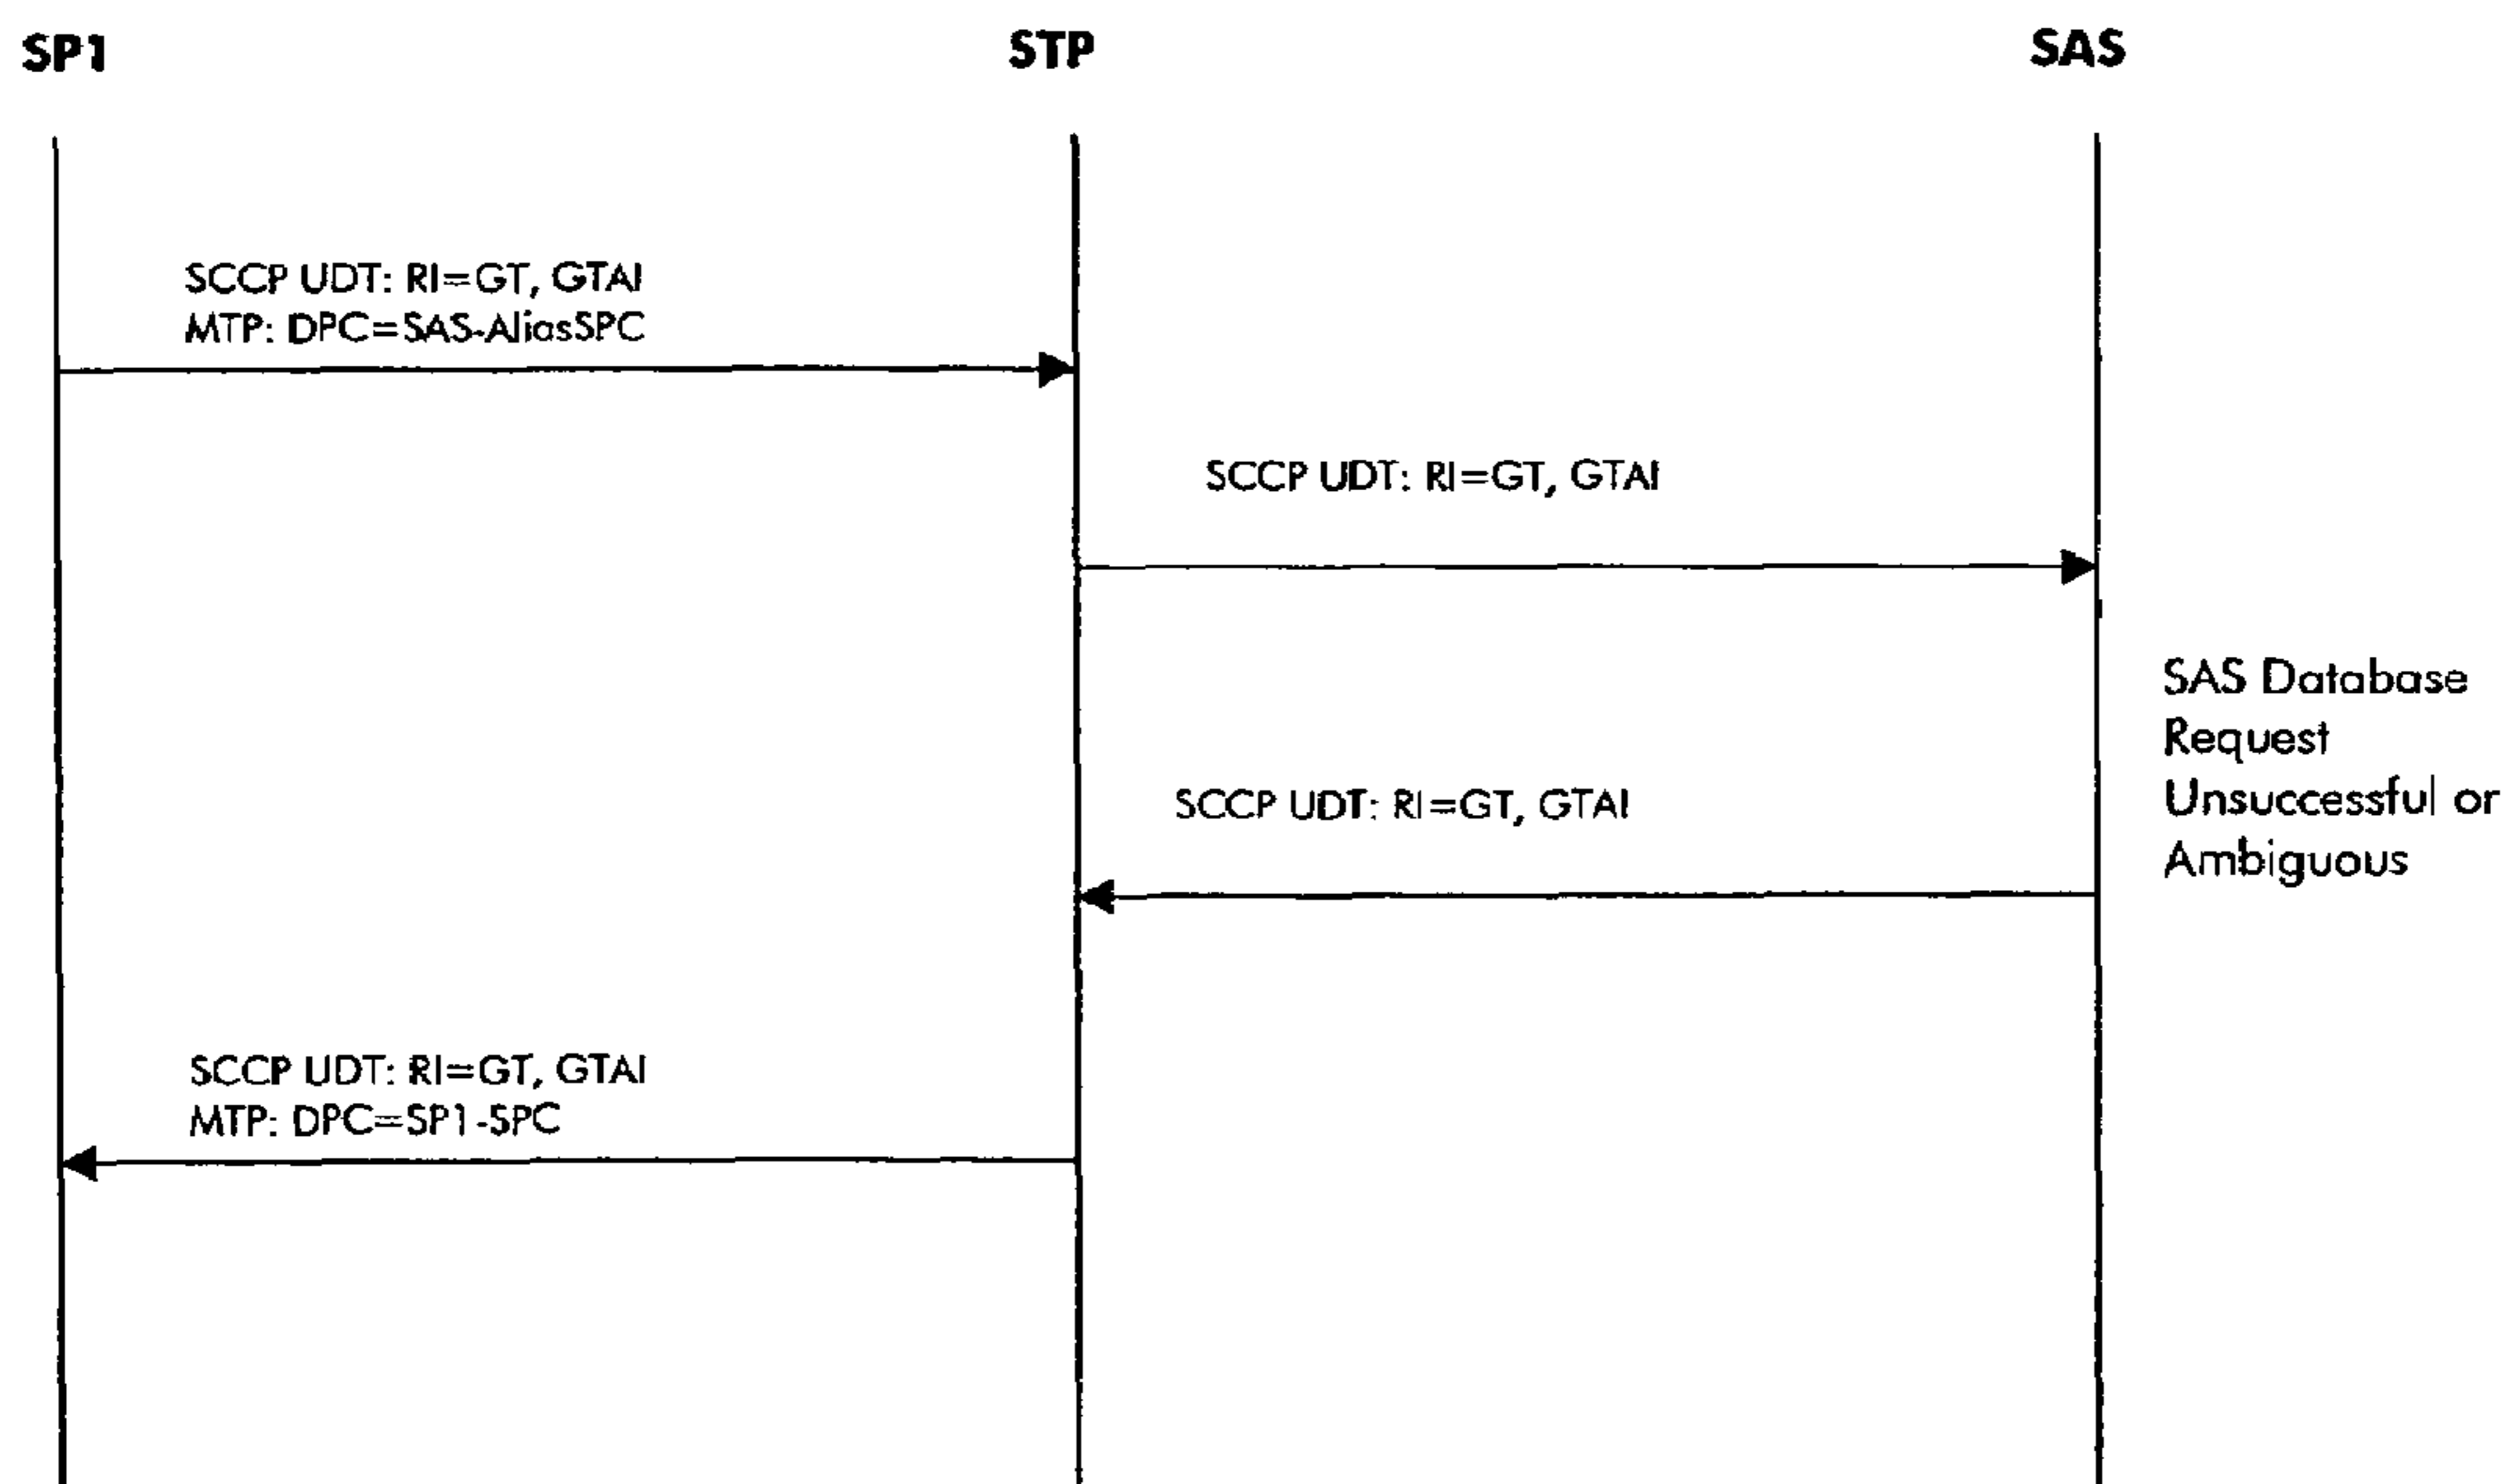 SP1
STP
SAS
SCCP UDT: RI=GT, GTAI
MTP: DPC=SAS-AliasSPC
SCCP UDT: RI=GT, GTAI
SAS Database
Request
Unsuccessful or
Ambiguous
SCCP UDT: RI=GT, GTAI
SCCP UDT: RI=GT, GTAI
MTP: DPC=SP1-SPC